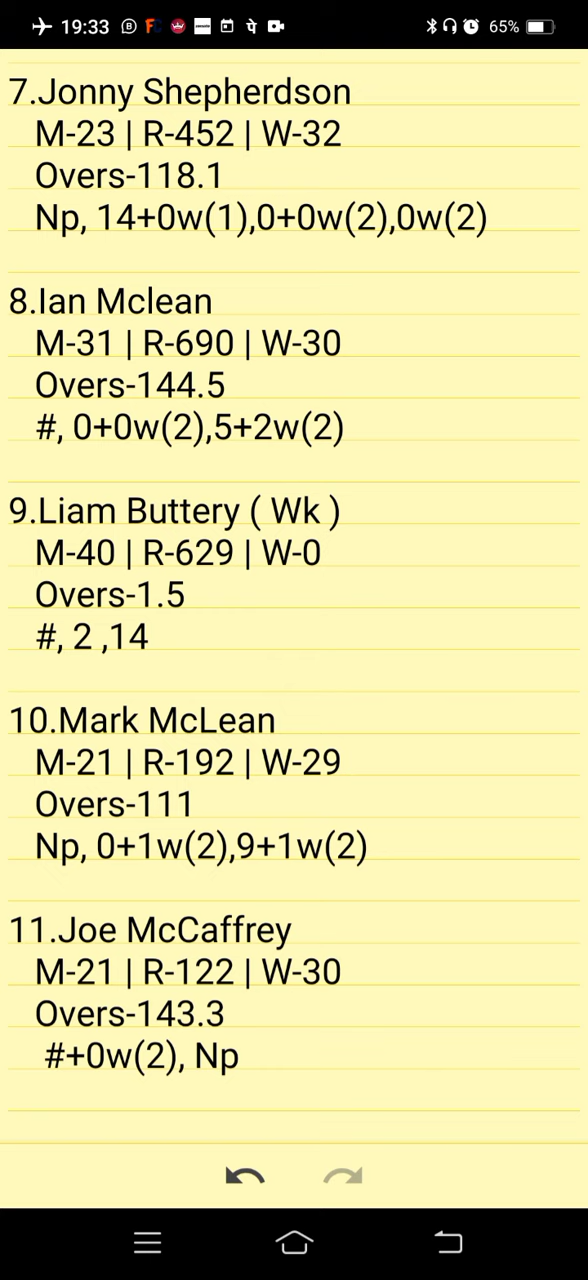 19:33
65%
7.Jonny Shepherdson
M-23 | R-452 | W-32
Overs-118.1
Np, 14+0w(1),0+0w(2),0w(2)
8.Ian Mclean
M-31 | R-690 | W-30
Overs-144.5
#, 0+0w(2),5+2w(2)
9.Liam Buttery ( Wk )
M-40 | R-629 | W-0
Overs-1.5
#, 2 ,14
10.Mark McLean
M-21 | R-192 | W-29
Overs-111
Np, 0+1w(2),9+1w(2)
11.Joe McCaffrey
M-21 | R-122 | W-30
Overs-143.3
#+0w(2), Np